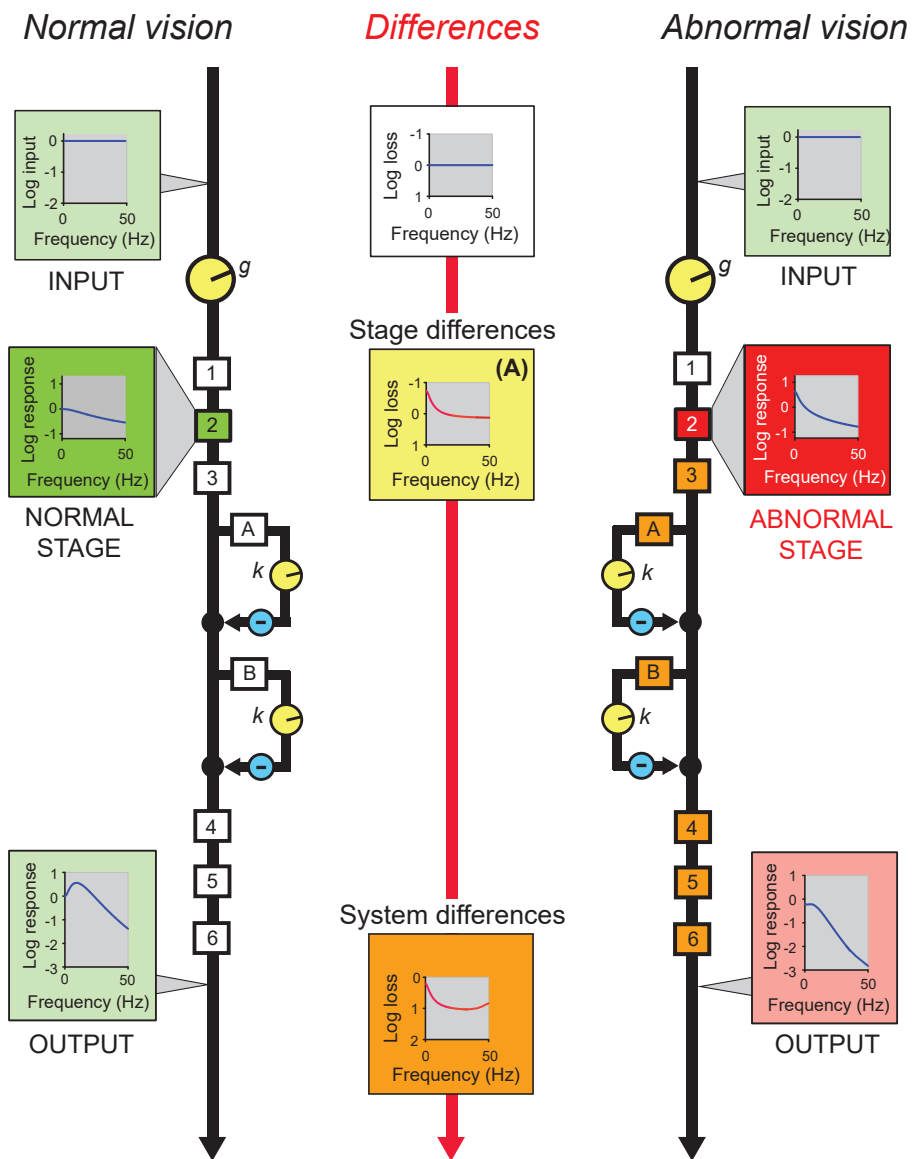 Normal vision
Differences
Abnormal vision
Log input
0
-1
-2
0
50
Frequency (Hz)
INPUT
Log loss
-1
0
1
0
50
Frequency (Hz)
Log input
0
-1
-2
0
50
Frequency (Hz)
INPUT
g
g
Log response
1
0
-1
0
50
Frequency (Hz)
NORMAL
STAGE
1
2
3
Stage differences
(A)
Log loss
-1
0
1
0
50
Frequency (Hz)
1
2
3
Log response
1
0
-1
0
50
Frequency (Hz)
ABNORMAL
STAGE
A
k
-
B
k
-
A
k
-
B
k
-
Log response
1
0
-1
-2
-3
0
50
Frequency (Hz)
OUTPUT
4
5
6
System differences
Log loss
0
1
2
0
50
Frequency (Hz)
4
5
6
Log response
1
0
-1
-2
-3
0
50
Frequency (Hz)
OUTPUT